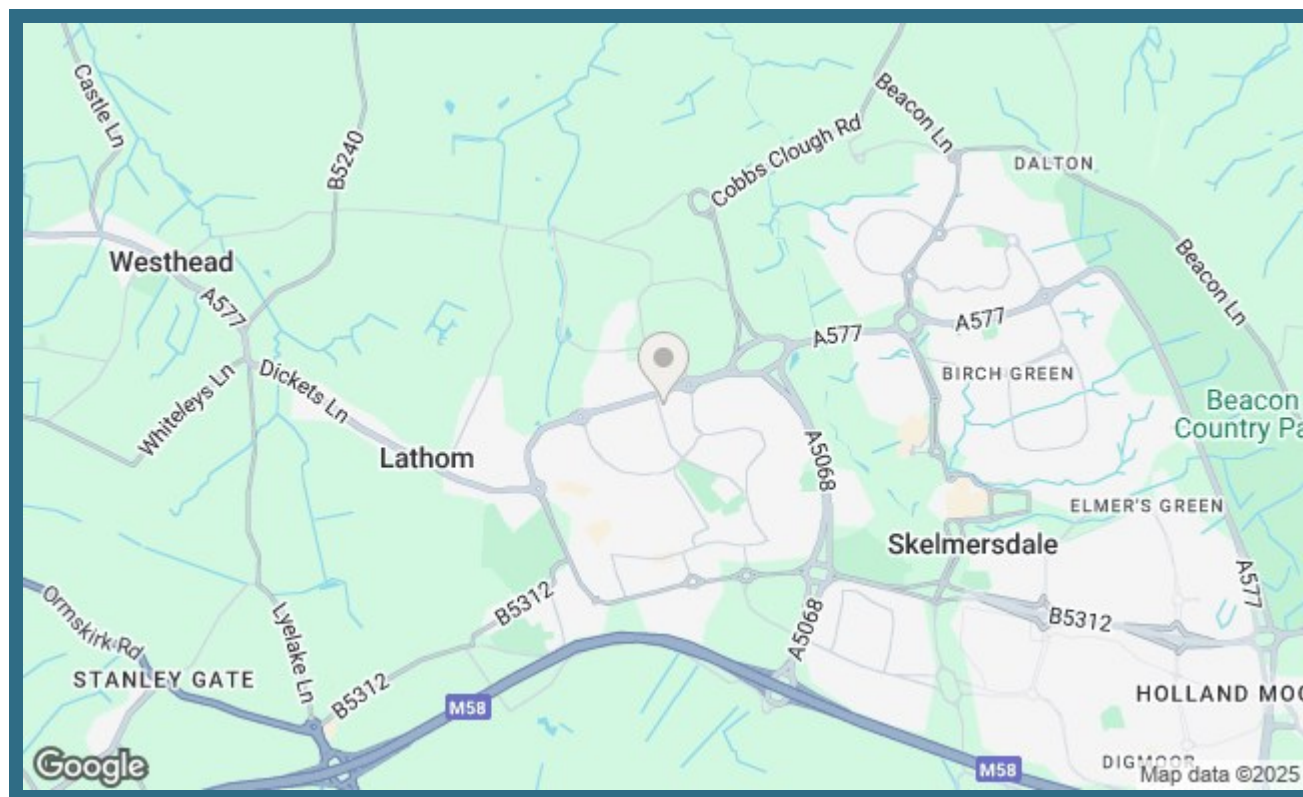 Castle Ln
B5240
Beacon Ln
Cobbs Clough Rd
DALTON
Westhead
Beacon Ln
A577
A577
A577
Dickets Ln
Whiteleys Ln
BIRCH GREEN
Beacon
Country Pa
Lathom
A5068
ELMER'S GREEN
Skelmersdale
A577
B5312
B5312
Ormskirk Rd
Lyelake Ln
A5068
STANLEY GATE
B5312
M58
HOLLAND MOO
M58
DIGMOOR
Google
Map data ©2025